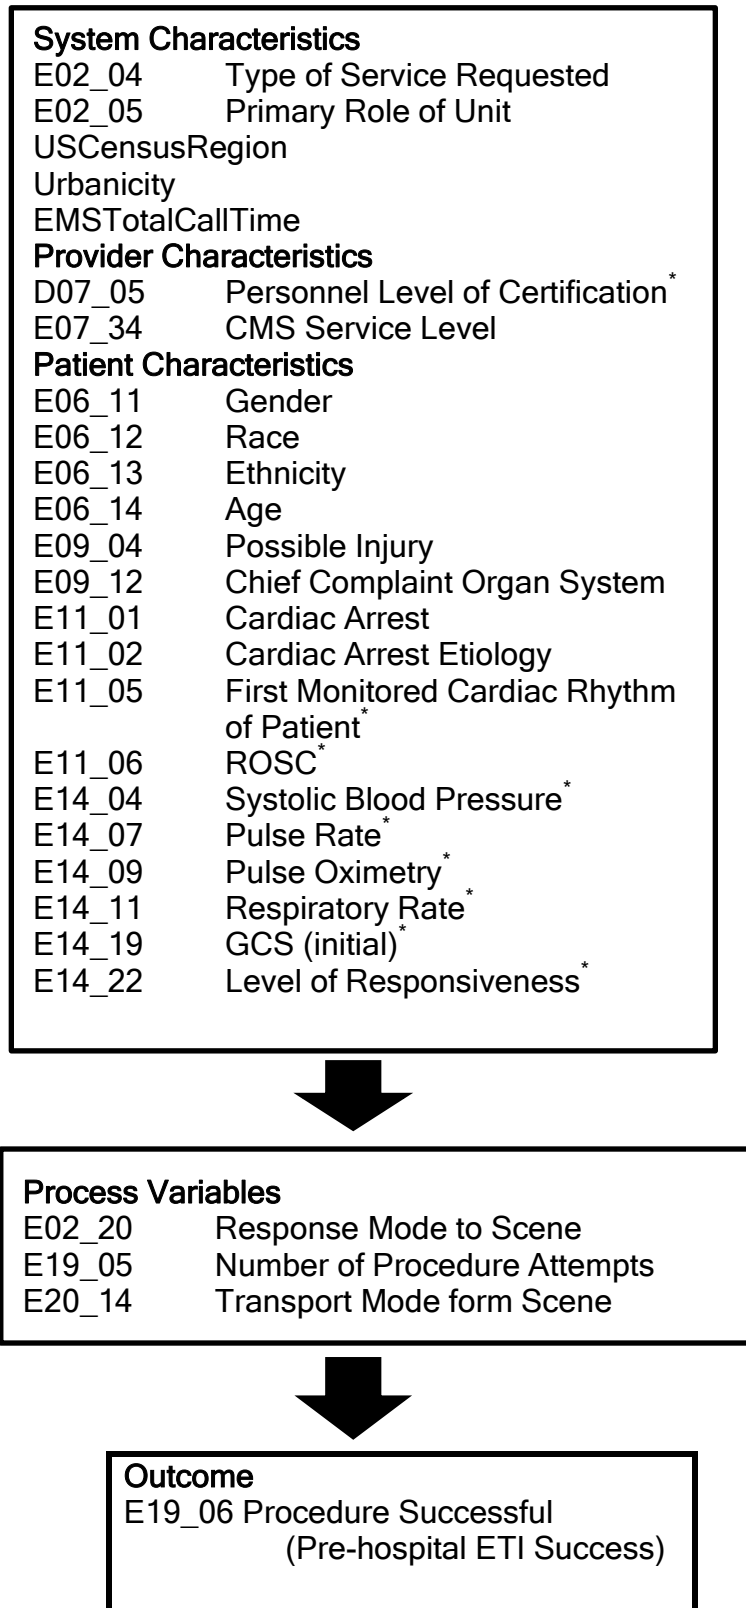 System Characteristics
E02_04 Type of Service Requested
E02_05 Primary Role of Unit
USCensusRegion
Urbanicity
EMSTotalCallTime
Provider Characteristics
D07_05 Personnel Level of Certification*
E07_34 CMS Service Level
Patient Characteristics
E06_11 Gender
E06_12 Race
E06_13 Ethnicity
E06_14 Age
E09_04 Possible Injury
E09_12 Chief Complaint Organ System
E11_01 Cardiac Arrest
E11_02 Cardiac Arrest Etiology
E11_05 First Monitored Cardiac Rhythm
of Patient*
E11_06 ROSC*
E14_04 Systolic Blood Pressure*
E14_07 Pulse Rate*
E14_09 Pulse Oximetry*
E14_11 Respiratory Rate*
E14_19 GCS (initial)*
E14_22 Level of Responsiveness*
Process Variables
E02_20 Response Mode to Scene
E19_05 Number of Procedure Attempts
E20_14 Transport Mode form Scene
Outcome
E19_06 Procedure Successful
(Pre-hospital ETI Success)